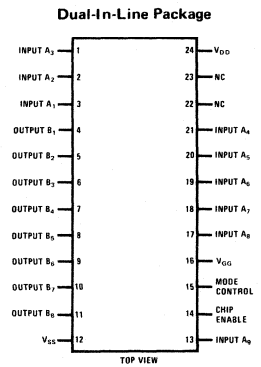 Dual-In-Line Package
INPUT A₃ 1 24 V_DD
INPUT A₂ 2 23 NC
INPUT A₁ 3 22 NC
OUTPUT B₁ 4 21 INPUT A₄
OUTPUT B₂ 5 20 INPUT A₅
OUTPUT B₃ 6 19 INPUT A₆
OUTPUT B₄ 7 18 INPUT A₇
OUTPUT B₅ 8 17 INPUT A₈
OUTPUT B₆ 9 16 V_GG
OUTPUT B₇ 10 15 MODE CONTROL
OUTPUT B₈ 11 14 CHIP ENABLE
V_SS 12 13 INPUT A₉
TOP VIEW